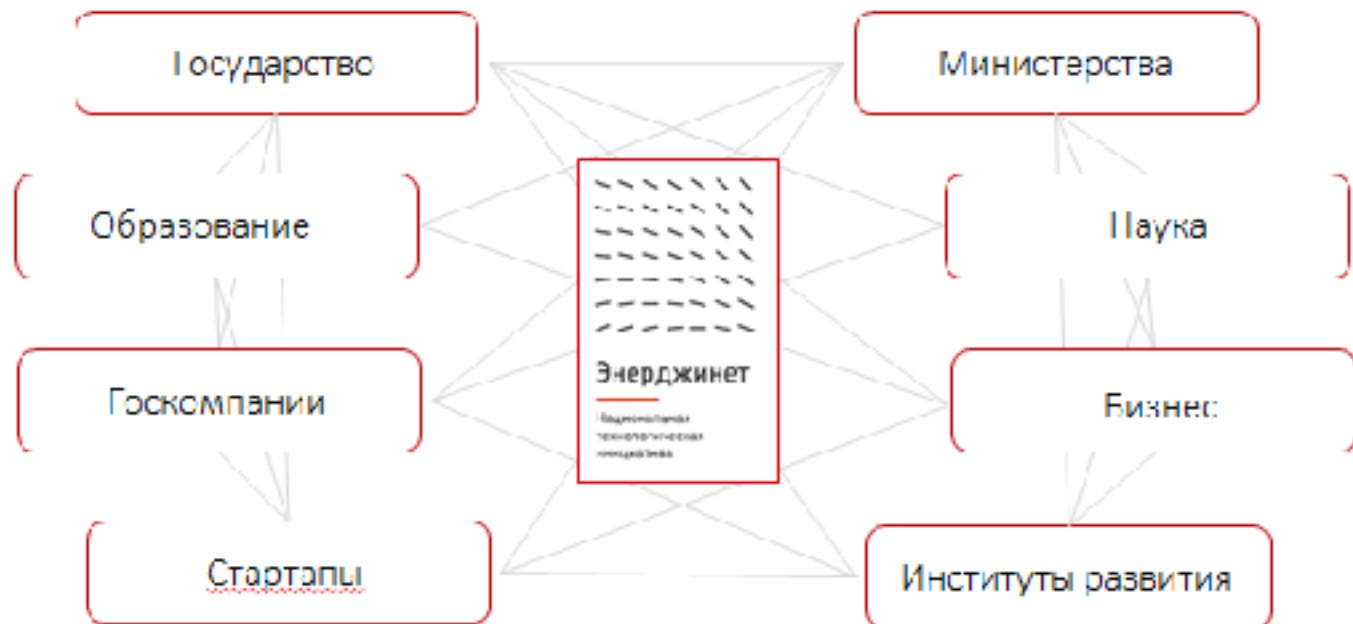 Государство
Министерства
Образование
Наука
Энерджинет
Национальная
технологическая
инициатива
Госкомпании
Бизнес
Стартапы
Институты развития